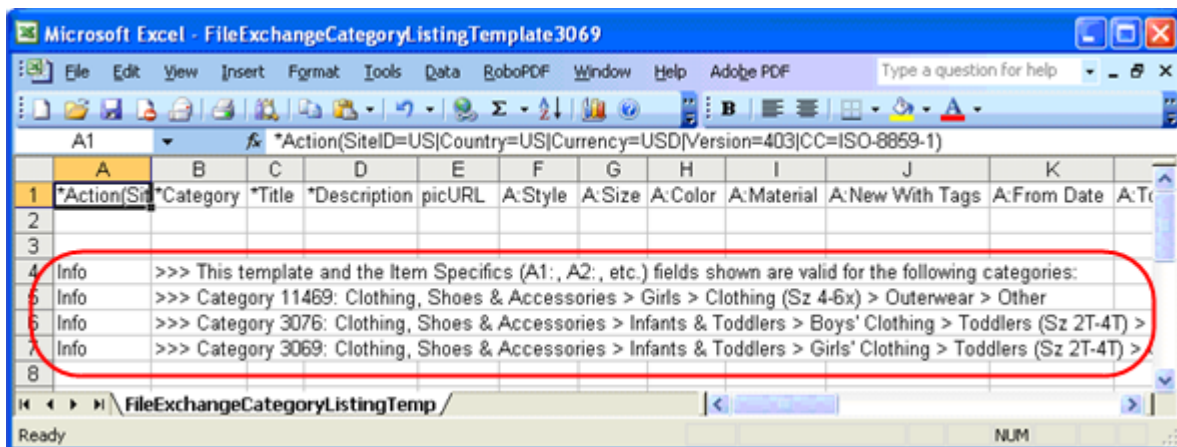 Microsoft Excel - FileExchangeCategoryListingTemplate3069
File Edit View Insert Format Tools Data RoboPDF Window Help Adobe PDF Type a question for help
A1 fx *Action(SiteID=US|Country=US|Currency=USD|Version=403|CC=ISO-8859-1)
A B C D E F G H I J K
1 *Action(Sit *Category *Title *Description picURL A:Style A:Size A:Color A:Material A:New With Tags A:From Date A:To
2
3
4 Info >>> This template and the Item Specifics (A1:, A2:, etc.) fields shown are valid for the following categories:
5 Info >>> Category 11469: Clothing, Shoes & Accessories > Girls > Clothing (Sz 4-6x) > Outerwear > Other
6 Info >>> Category 3076: Clothing, Shoes & Accessories > Infants & Toddlers > Boys' Clothing > Toddlers (Sz 2T-4T) >
7 Info >>> Category 3069: Clothing, Shoes & Accessories > Infants & Toddlers > Girls' Clothing > Toddlers (Sz 2T-4T) >
8
FileExchangeCategoryListingTemp
Ready NUM